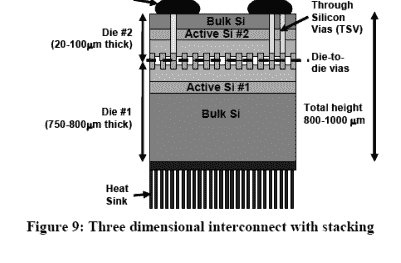 Through
Silicon
Vias (TSV)
Bulk Si
Die #2
(20-100μm thick)
Active Si #2
Die-to-
die vias
Active Si #1
Die #1
(750-800μm thick)
Bulk Si
Total height
800-1000 μm
Heat
Sink
Figure 9: Three dimensional interconnect with stacking